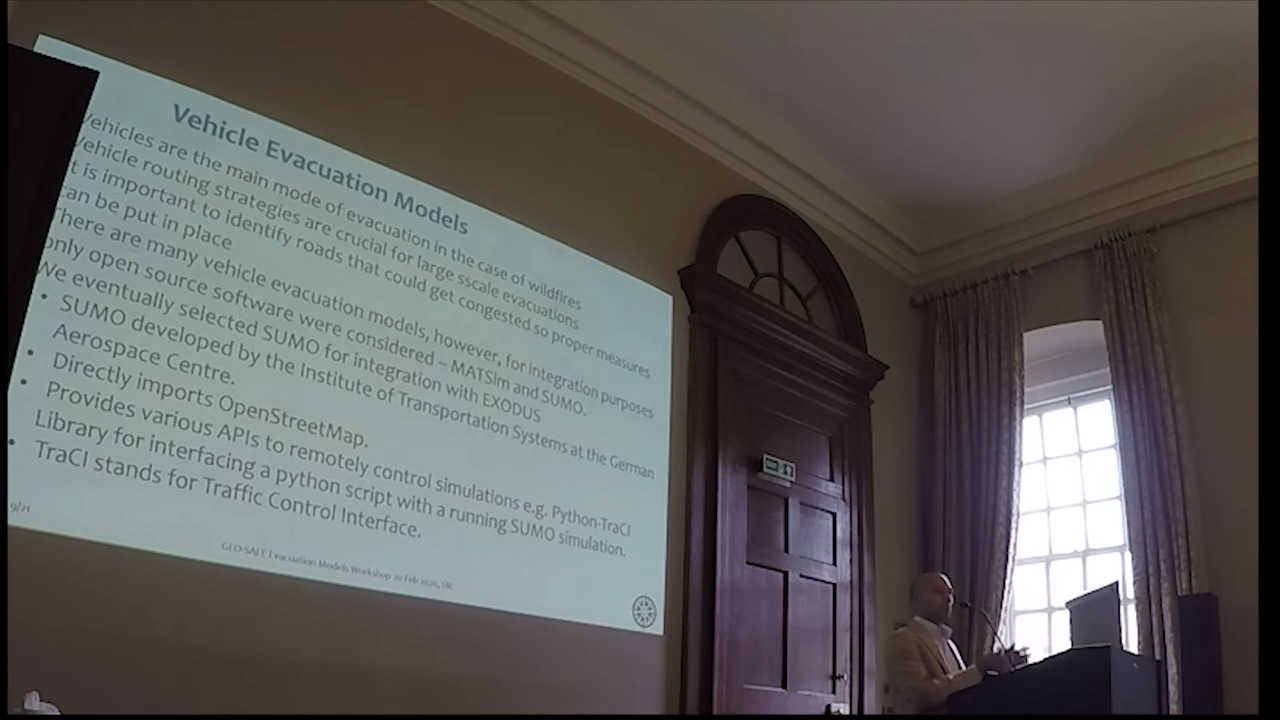 Vehicle Evacuation Models
Vehicles are the main mode of evacuation in the case of wildfires
Vehicle routing strategies are crucial for large sscale evacuations
t is important to identify roads that could get congested so proper measures
can be put in place
There are many vehicle evacuation models, however, for integration purposes
only open source software were considered – MATSim and SUMO.
We eventually selected SUMO for integration with EXODUS
• SUMO developed by the Institute of Transportation Systems at the German
Aerospace Centre.
• Directly imports OpenStreetMap.
• Provides various APIs to remotely control simulations e.g. Python-TraCI
Library for interfacing a python script with a running SUMO simulation.
• TraCI stands for Traffic Control Interface.
9/21
GEO-SAFE Evacuation Models Workshop 20 Feb 2020, UK